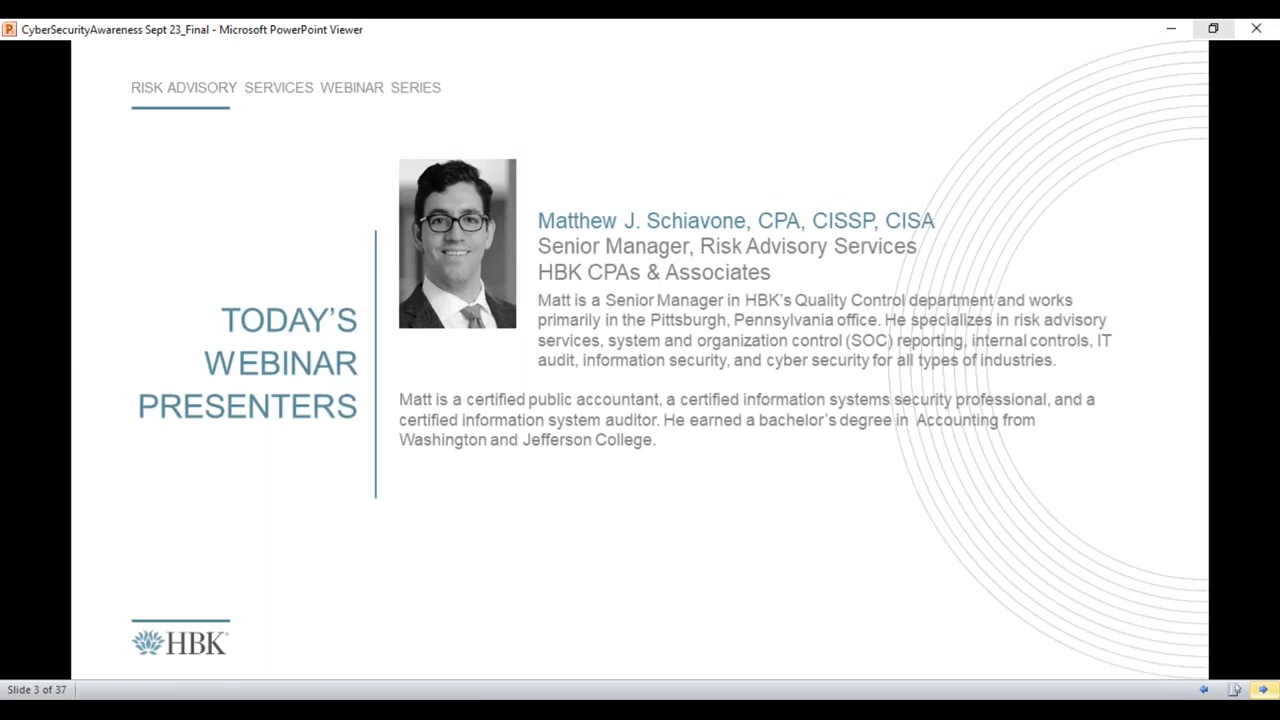 CyberSecurityAwareness Sept 23_Final - Microsoft PowerPoint Viewer
RISK ADVISORY SERVICES WEBINAR SERIES
TODAY'S
WEBINAR
PRESENTERS
Matthew J. Schiavone, CPA, CISSP, CISA
Senior Manager, Risk Advisory Services
HBK CPAs & Associates
Matt is a Senior Manager in HBK's Quality Control department and works
primarily in the Pittsburgh, Pennsylvania office. He specializes in risk advisory
services, system and organization control (SOC) reporting, internal controls, IT
audit, information security, and cyber security for all types of industries.
Matt is a certified public accountant, a certified information systems security professional, and a
certified information system auditor. He earned a bachelor's degree in Accounting from
Washington and Jefferson College.
HBK
Slide 3 of 37